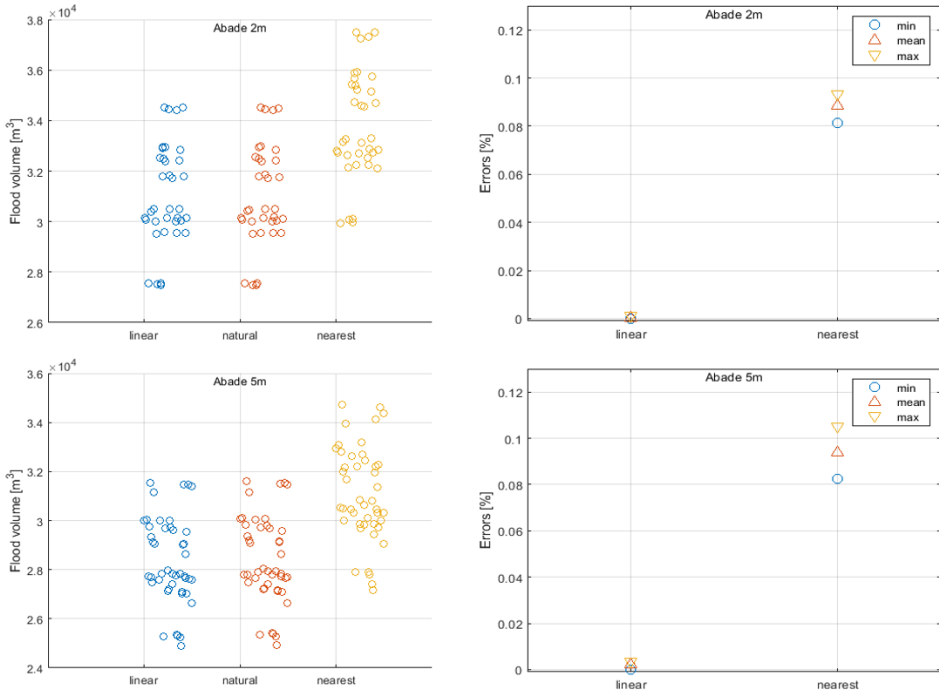 ×10⁴
Abade 2m
3.8
3.6
3.4
3.2
3
2.8
2.6
Flood volume [m³]
linear natural nearest
Abade 2m
min
mean
max
0.12
0.1
0.08
0.06
0.04
0.02
0
Errors [%]
linear nearest
×10⁴
Abade 5m
3.6
3.4
3.2
3
2.8
2.6
2.4
Flood volume [m³]
linear natural nearest
Abade 5m
min
mean
max
0.12
0.1
0.08
0.06
0.04
0.02
0
Errors [%]
linear nearest